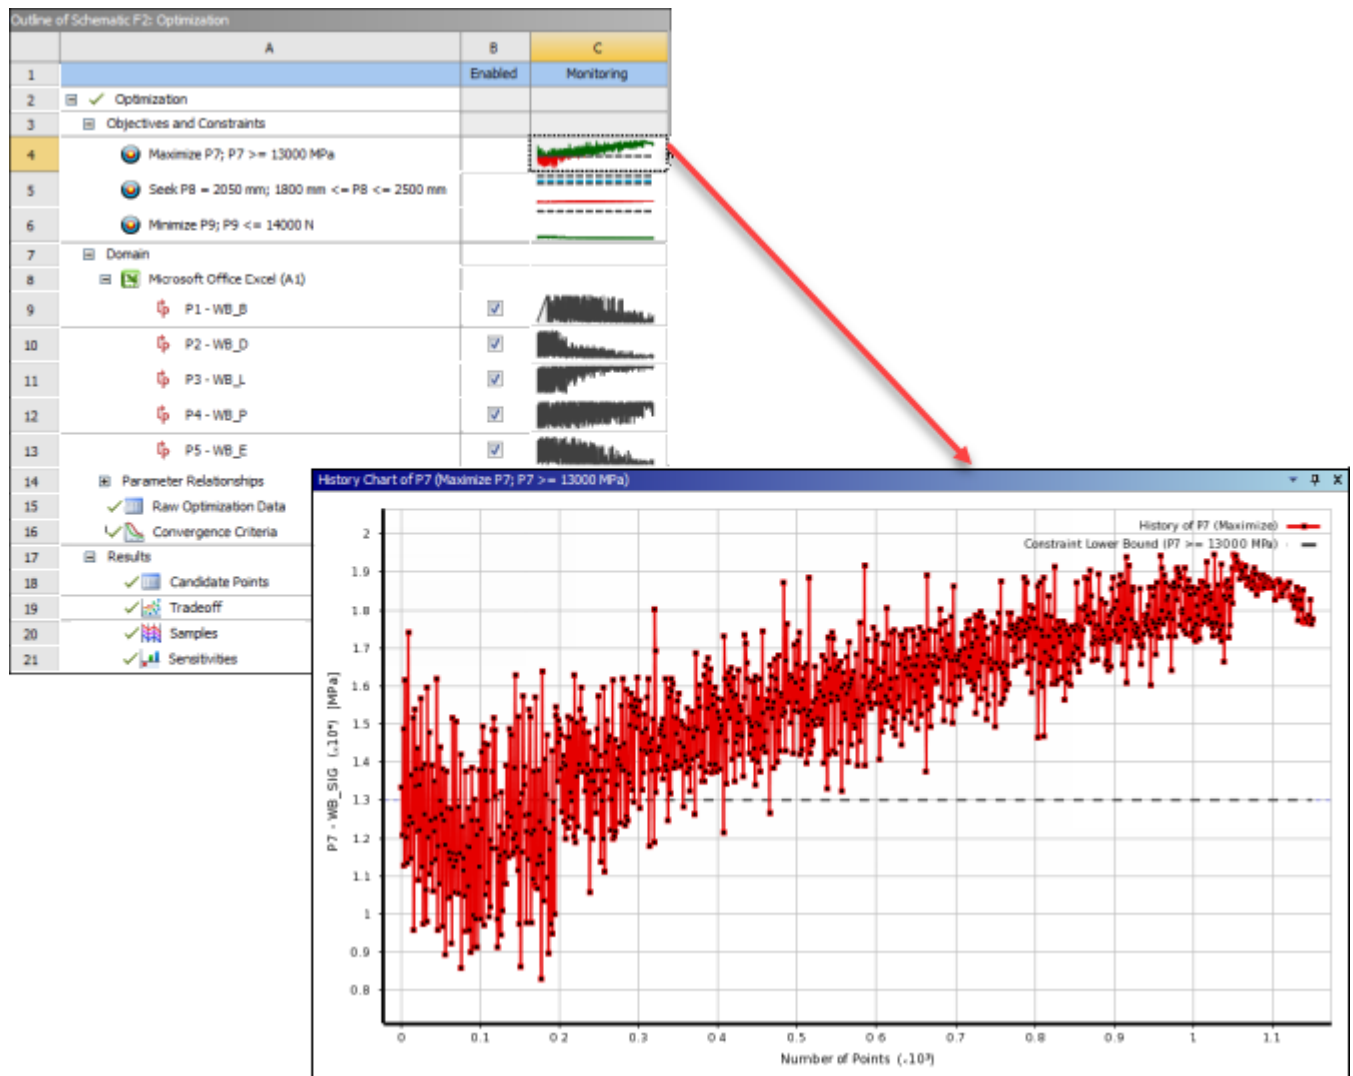 Outline of Schematic F2: Optimization
A B C
1 Enabled Monitoring
2 Optimization
3 Objectives and Constraints
4 Maximize P7; P7 >= 13000 MPa
5 Seek P8 = 2050 mm; 1800 mm <= P8 <= 2500 mm
6 Minimize P9; P9 <= 14000 N
7 Domain
8 Microsoft Office Excel (A1)
9 P1 - WB_B
10 P2 - WB_D
11 P3 - WB_L
12 P4 - WB_P
13 P5 - WB_E
14 Parameter Relationships
15 Raw Optimization Data
16 Convergence Criteria
17 Results
18 Candidate Points
19 Tradeoff
20 Samples
21 Sensitivities
History Chart of P7 (Maximize P7; P7 >= 13000 MPa)
History of P7 (Maximize)
Constraint Lower Bound (P7 >= 13000 MPa)
2
1.9
1.8
1.7
1.6
1.5
1.4
1.3
1.2
1.1
1
0.9
0.8
P7 - WB_SIG (.10⁴) [MPa]
0 0.1 0.2 0.3 0.4 0.5 0.6 0.7 0.8 0.9 1 1.1
Number of Points (.10³)